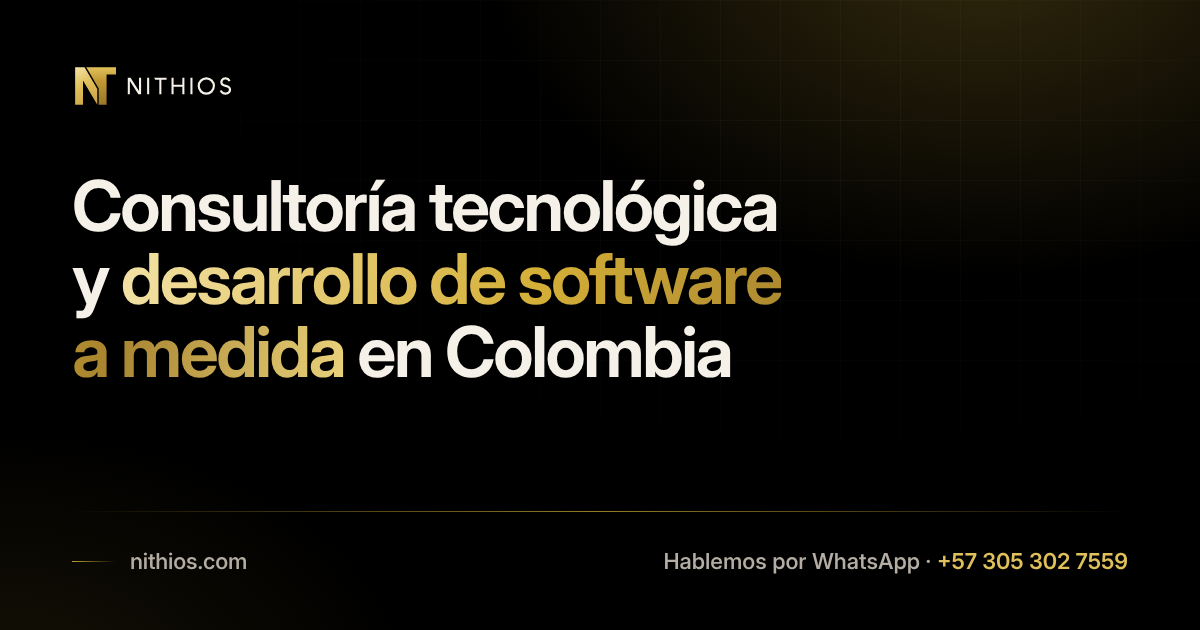 NITHIOS
Consultoría tecnológica
y desarrollo de software
a medida en Colombia
nithios.com
Hablemos por WhatsApp · +57 305 302 7559